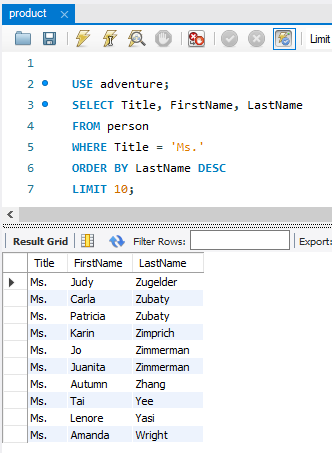 product ×
Limit
1
2 USE adventure;
3 SELECT Title, FirstName, LastName
4 FROM person
5 WHERE Title = 'Ms.'
6 ORDER BY LastName DESC
7 LIMIT 10;
Result Grid Filter Rows: Export:
Title FirstName LastName
Ms. Judy Zugelder
Ms. Carla Zubaty
Ms. Patricia Zubaty
Ms. Karin Zimprich
Ms. Jo Zimmerman
Ms. Juanita Zimmerman
Ms. Autumn Zhang
Ms. Tai Yee
Ms. Lenore Yasi
Ms. Amanda Wright